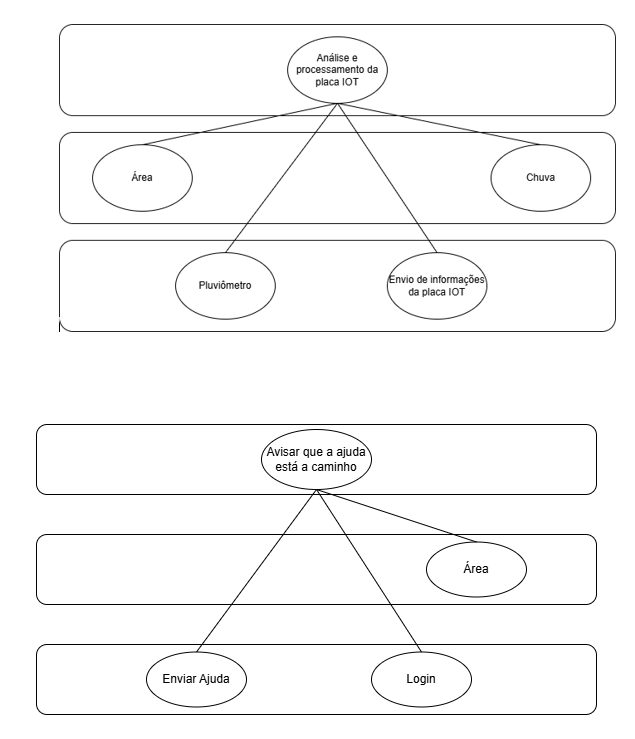 Análise e
processamento da
placa IOT
Área
Chuva
Pluviômetro
Envio de informações
da placa IOT
Avisar que a ajuda
está a caminho
Área
Enviar Ajuda
Login